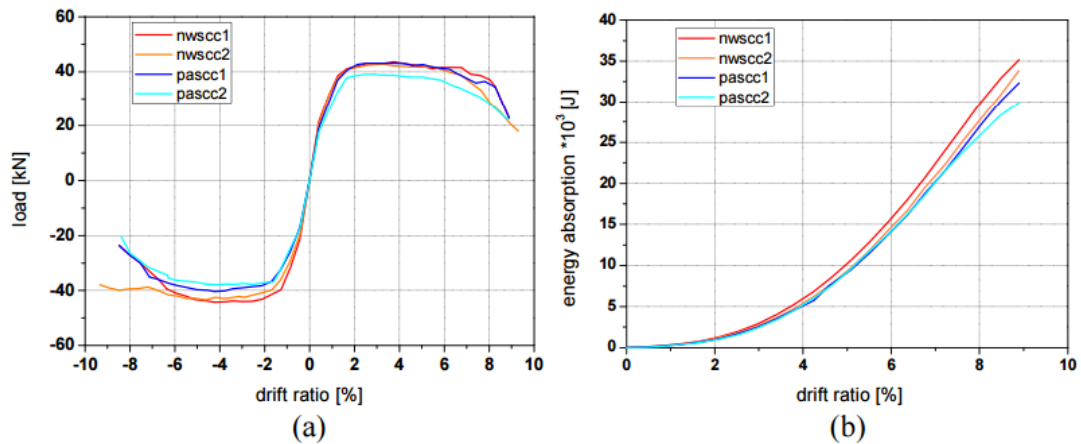 60
40
20
0
-20
-40
-60
load [kN]
nwscc1
nwscc2
pascc1
pascc2
-10 -8 -6 -4 -2 0 2 4 6 8 10
drift ratio [%]
(a)
40
35
30
25
20
15
10
5
0
energy absorption *10^3 [J]
nwscc1
nwscc2
pascc1
pascc2
0 2 4 6 8 10
drift ratio [%]
(b)